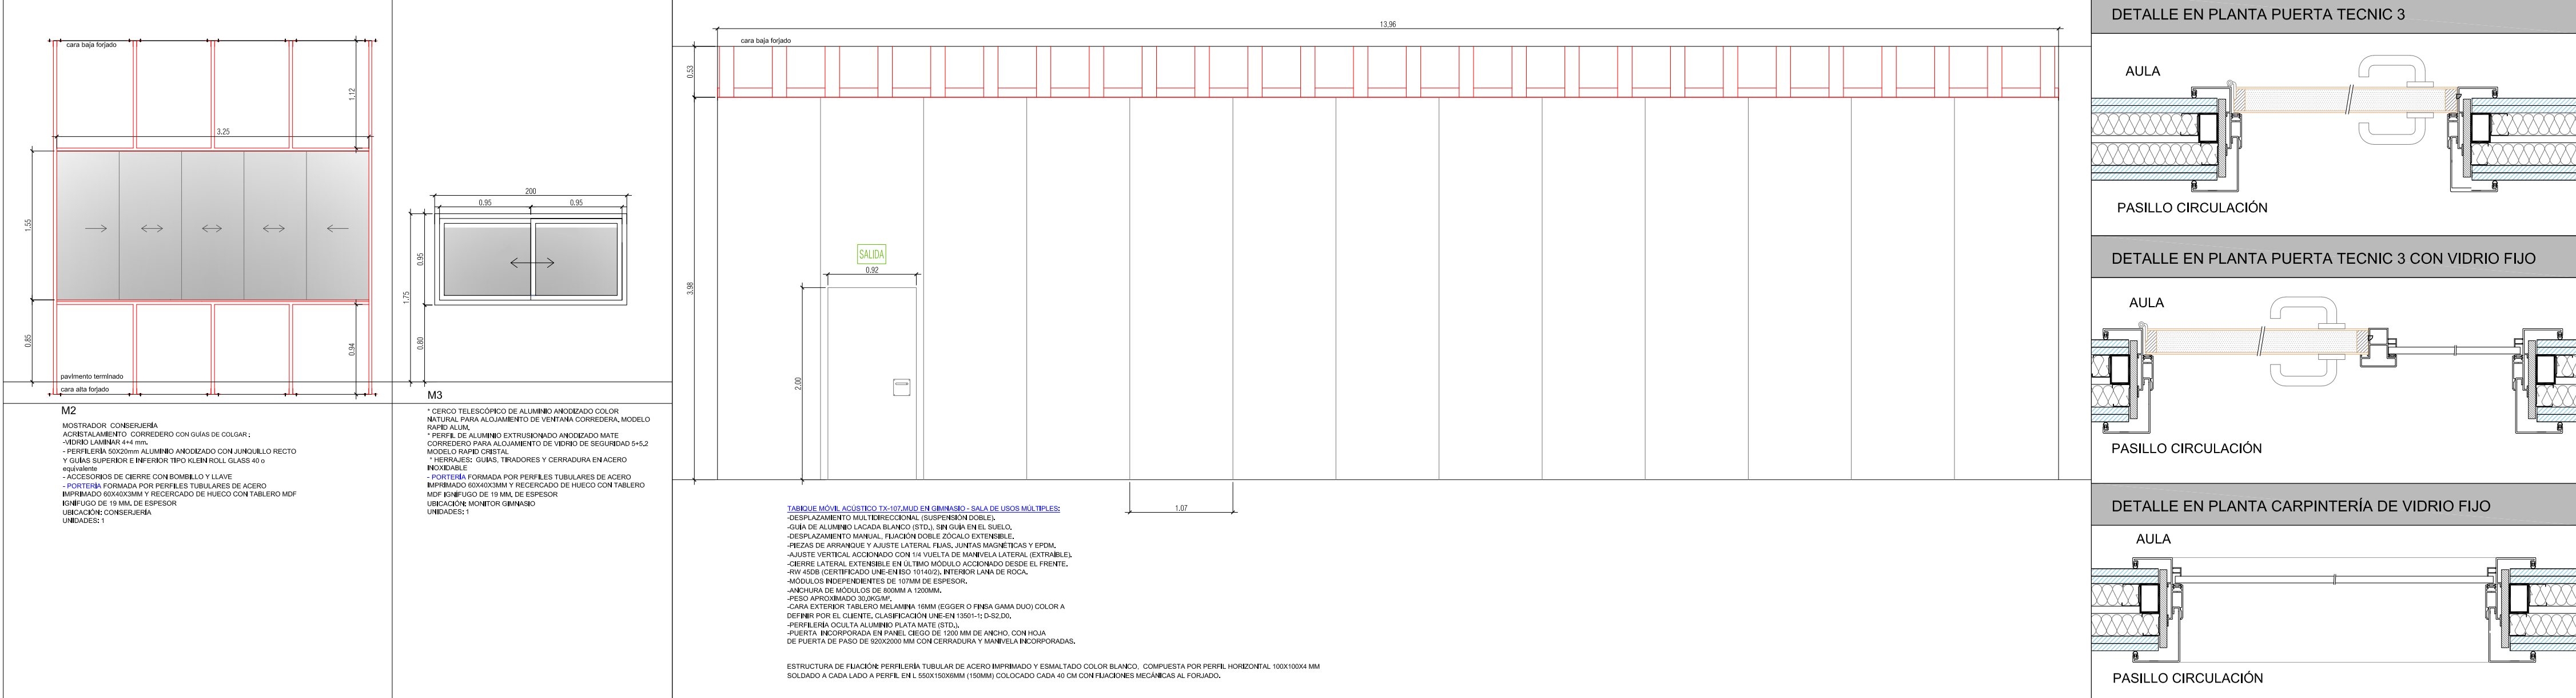 cara baja forjado
1,12
3,25
1,55
0,85
0,94
pavimento terminado
cara alta forjado
M2
MOSTRADOR CONSERJERÍA
ACRISTALAMIENTO CORREDERO CON GUÍAS DE COLGAR ;
-VIDRIO LAMINAR 4+4 mm.
- PERFILERÍA 50X20mm ALUMINIO ANODIZADO CON JUNQUILLO RECTO
Y GUÍAS SUPERIOR E INFERIOR TIPO KLEIN ROLL GLASS 40 o
equivalente
- ACCESORIOS DE CIERRE CON BOMBILLO Y LLAVE
- PORTERÍA FORMADA POR PERFILES TUBULARES DE ACERO
IMPRIMADO 60X40X3MM Y RECERCADO DE HUECO CON TABLERO MDF
IGNÍFUGO DE 19 MM. DE ESPESOR
UBICACIÓN: CONSERJERÍA
UNIDADES: 1
200
0,95
0,95
0,95
1,75
0,80
M3
* CERCO TELESCÓPICO DE ALUMINIO ANODIZADO COLOR
NATURAL PARA ALOJAMIENTO DE VENTANA CORREDERA, MODELO
RAPID ALUM.
* PERFIL DE ALUMINIO EXTRUSIONADO ANODIZADO MATE
CORREDERO PARA ALOJAMIENTO DE VIDRIO DE SEGURIDAD 5+5,2
MODELO RAPID CRISTAL
* HERRAJES: GUIAS, TIRADORES Y CERRADURA EN ACERO
INOXIDABLE
- PORTERÍA FORMADA POR PERFILES TUBULARES DE ACERO
IMPRIMADO 60X40X3MM Y RECERCADO DE HUECO CON TABLERO
MDF IGNÍFUGO DE 19 MM. DE ESPESOR
UBICACIÓN: MONITOR GIMNASIO
UNIDADES: 1
13,96
cara baja forjado
0,53
3,98
SALIDA
0,92
2,00
1,07
TABIQUE MÓVIL ACÚSTICO TX-107.MUD EN GIMNASIO - SALA DE USOS MÚLTIPLES:
-DESPLAZAMIENTO MULTIDIRECCIONAL (SUSPENSIÓN DOBLE).
-GUÍA DE ALUMINIO LACADA BLANCO (STD.), SIN GUÍA EN EL SUELO.
-DESPLAZAMIENTO MANUAL, FIJACIÓN DOBLE ZÓCALO EXTENSIBLE.
-PIEZAS DE ARRANQUE Y AJUSTE LATERAL FIJAS, JUNTAS MAGNÉTICAS Y EPDM.
-AJUSTE VERTICAL ACCIONADO CON 1/4 VUELTA DE MANIVELA LATERAL (EXTRAÍBLE).
-CIERRE LATERAL EXTENSIBLE EN ÚLTIMO MÓDULO ACCIONADO DESDE EL FRENTE.
-RW 45DB (CERTIFICADO UNE-EN ISO 10140/2). INTERIOR LANA DE ROCA.
-MÓDULOS INDEPENDIENTES DE 107MM DE ESPESOR.
-ANCHURA DE MÓDULOS DE 800MM A 1200MM.
-PESO APROXIMADO 30,0KG/M².
-CARA EXTERIOR TABLERO MELAMINA 16MM (EGGER O FINSA GAMA DUO) COLOR A
DEFINIR POR EL CLIENTE. CLASIFICACIÓN UNE-EN 13501-1: D-S2,D0.
-PERFILERÍA OCULTA ALUMINIO PLATA MATE (STD.).
-PUERTA INCORPORADA EN PANEL CIEGO DE 1200 MM DE ANCHO, CON HOJA
DE PUERTA DE PASO DE 920X2000 MM CON CERRADURA Y MANIVELA INCORPORADAS.
ESTRUCTURA DE FIJACIÓN: PERFILERÍA TUBULAR DE ACERO IMPRIMADO Y ESMALTADO COLOR BLANCO, COMPUESTA POR PERFIL HORIZONTAL 100X100X4 MM
SOLDADO A CADA LADO A PERFIL EN L 550X150X6MM (150MM) COLOCADO CADA 40 CM CON FIJACIONES MECÁNICAS AL FORJADO.
DETALLE EN PLANTA PUERTA TECNIC 3
AULA
PASILLO CIRCULACIÓN
DETALLE EN PLANTA PUERTA TECNIC 3 CON VIDRIO FIJO
AULA
PASILLO CIRCULACIÓN
DETALLE EN PLANTA CARPINTERÍA DE VIDRIO FIJO
AULA
PASILLO CIRCULACIÓN